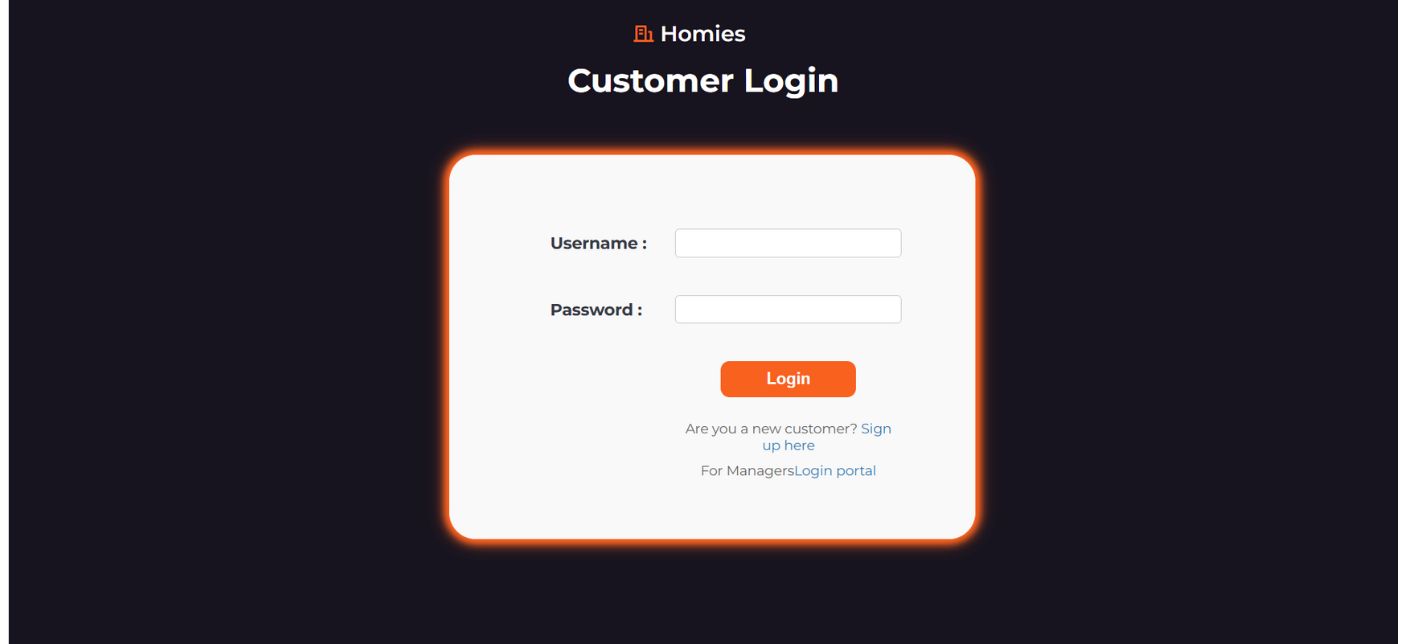 Homies
Customer Login
Username :
Password :
Login
Are you a new customer? Sign
up here
For ManagersLogin portal